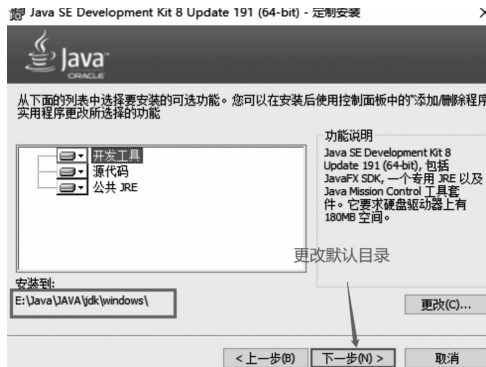 Java SE Development Kit 8 Update 191 (64-bit) - 定制安装
Java
ORACLE
从下面的列表中选择要安装的可选功能。您可以在安装后使用控制面板中的"添加/删除程序
实用程序更改所选择的功能
开发工具
源代码
公共 JRE
功能说明
Java SE Development Kit 8
Update 191 (64-bit), 包括
JavaFX SDK, 一个专用 JRE 以及
Java Mission Control 工具套
件。它要求硬盘驱动器上有
180MB 空间。
更改默认目录
安装到:
E:\Java\JAVA\jdk\windows\
更改(C)...
<上一步(B)
下一步(N) >
取消